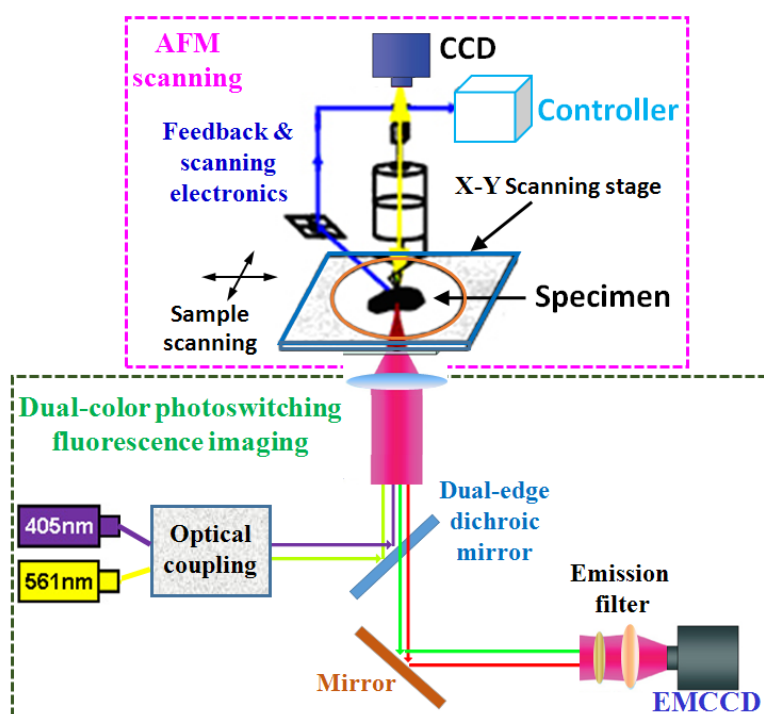 AFM
scanning
CCD
Controller
Feedback &
scanning
electronics
X-Y Scanning stage
Specimen
Sample
scanning
Dual-color photoswitching
fluorescence imaging
Dual-edge
dichroic
mirror
405nm
561nm
Optical
coupling
Emission
filter
Mirror
EMCCD